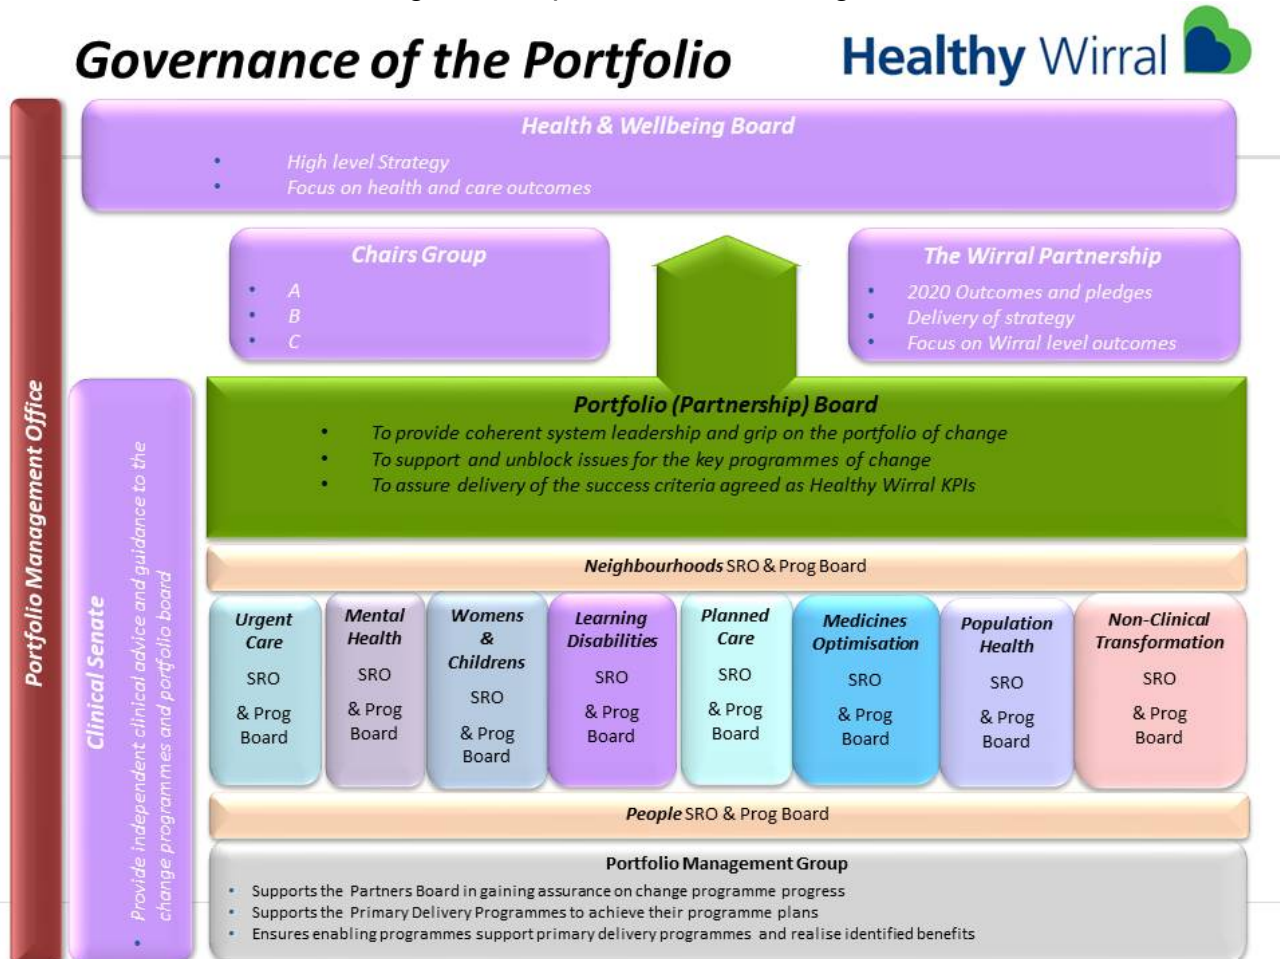 Governance of the Portfolio
Healthy Wirral
Health & Wellbeing Board
• High level Strategy
• Focus on health and care outcomes
Chairs Group
• A
• B
• C
The Wirral Partnership
• 2020 Outcomes and pledges
• Delivery of strategy
• Focus on Wirral level outcomes
Portfolio Management Office
Clinical Senate
• Provide independent clinical advice and guidance to the
change programmes and portfolio board
Portfolio (Partnership) Board
• To provide coherent system leadership and grip on the portfolio of change
• To support and unblock issues for the key programmes of change
• To assure delivery of the success criteria agreed as Healthy Wirral KPIs
Neighbourhoods SRO & Prog Board
Urgent
Care
SRO
& Prog
Board
Mental
Health
SRO
& Prog
Board
Womens
&
Childrens
SRO
& Prog
Board
Learning
Disabilities
SRO
& Prog
Board
Planned
Care
SRO
& Prog
Board
Medicines
Optimisation
SRO
& Prog
Board
Population
Health
SRO
& Prog
Board
Non-Clinical
Transformation
SRO
& Prog
Board
People SRO & Prog Board
Portfolio Management Group
• Supports the Partners Board in gaining assurance on change programme progress
• Supports the Primary Delivery Programmes to achieve their programme plans
• Ensures enabling programmes support primary delivery programmes and realise identified benefits